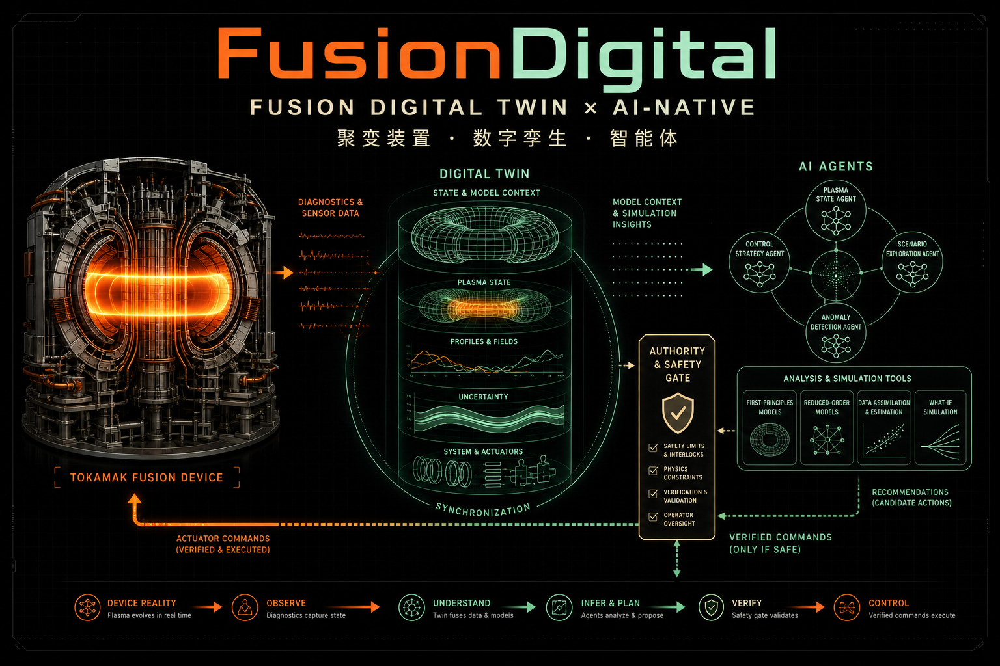 FusionDigital
FUSION DIGITAL TWIN × AI-NATIVE
聚变装置 · 数字孪生 · 智能体
DIAGNOSTICS &
SENSOR DATA
TOKAMAK FUSION DEVICE
DIGITAL TWIN
STATE & MODEL CONTEXT
PLASMA STATE
PROFILES & FIELDS
UNCERTAINTY
SYSTEM & ACTUATORS
SYNCHRONIZATION
MODEL CONTEXT
& SIMULATION
INSIGHTS
AI AGENTS
PLASMA
STATE AGENT
CONTROL
STRATEGY AGENT
SCENARIO
EXPLORATION AGENT
ANOMALY
DETECTION AGENT
AUTHORITY
& SAFETY
GATE
SAFETY LIMITS
& INTERLOCKS
PHYSICS
CONSTRAINTS
VERIFICATION &
VALIDATION
OPERATOR
OVERSIGHT
ANALYSIS & SIMULATION TOOLS
FIRST-PRINCIPLES
MODELS
REDUCED-ORDER
MODELS
DATA ASSIMILATION
& ESTIMATION
WHAT-IF
SIMULATION
RECOMMENDATIONS
(CANDIDATE ACTIONS)
VERIFIED COMMANDS
(ONLY IF SAFE)
ACTUATOR COMMANDS
(VERIFIED & EXECUTED)
DEVICE REALITY
Plasma evolves in real time
OBSERVE
Diagnostics capture state
UNDERSTAND
Twin fuses data & models
INFER & PLAN
Agents analyze & propose
VERIFY
Safety gate validates
CONTROL
Verified commands execute